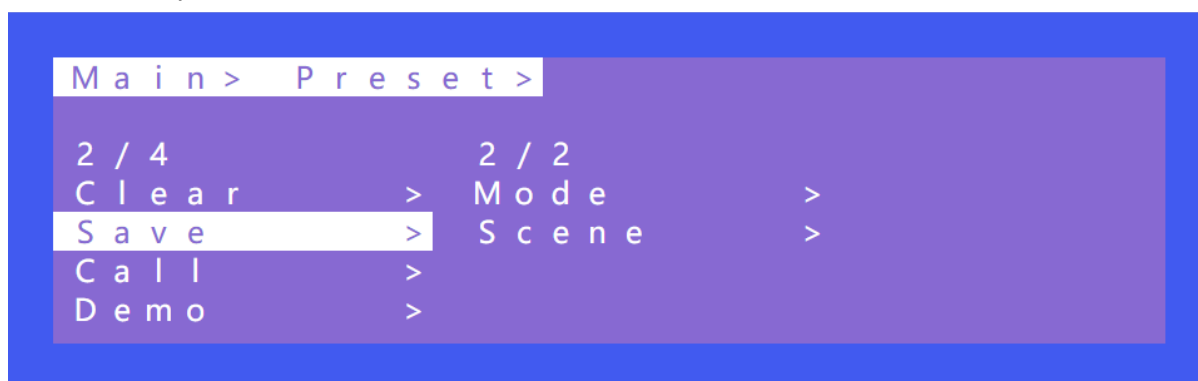 Main> Preset>
2/4 2/2
Clear > Mode >
Save > Scene >
Call >
Demo >